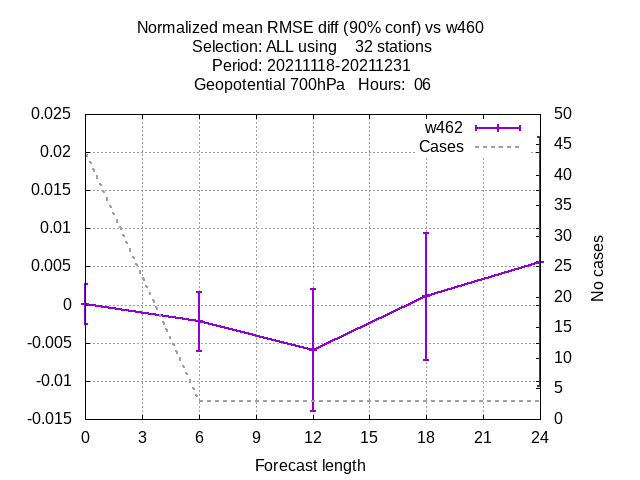 Normalized mean RMSE diff (90% conf) vs w460
Selection: ALL using    32 stations
Period: 20211118-20211231
Geopotential 700hPa   Hours:  06
w462
Cases
0.025
0.02
0.015
0.01
0.005
0
-0.005
-0.01
-0.015
50
45
40
35
30
25
20
15
10
5
0
No cases
0 3 6 9 12 15 18 21 24
Forecast length